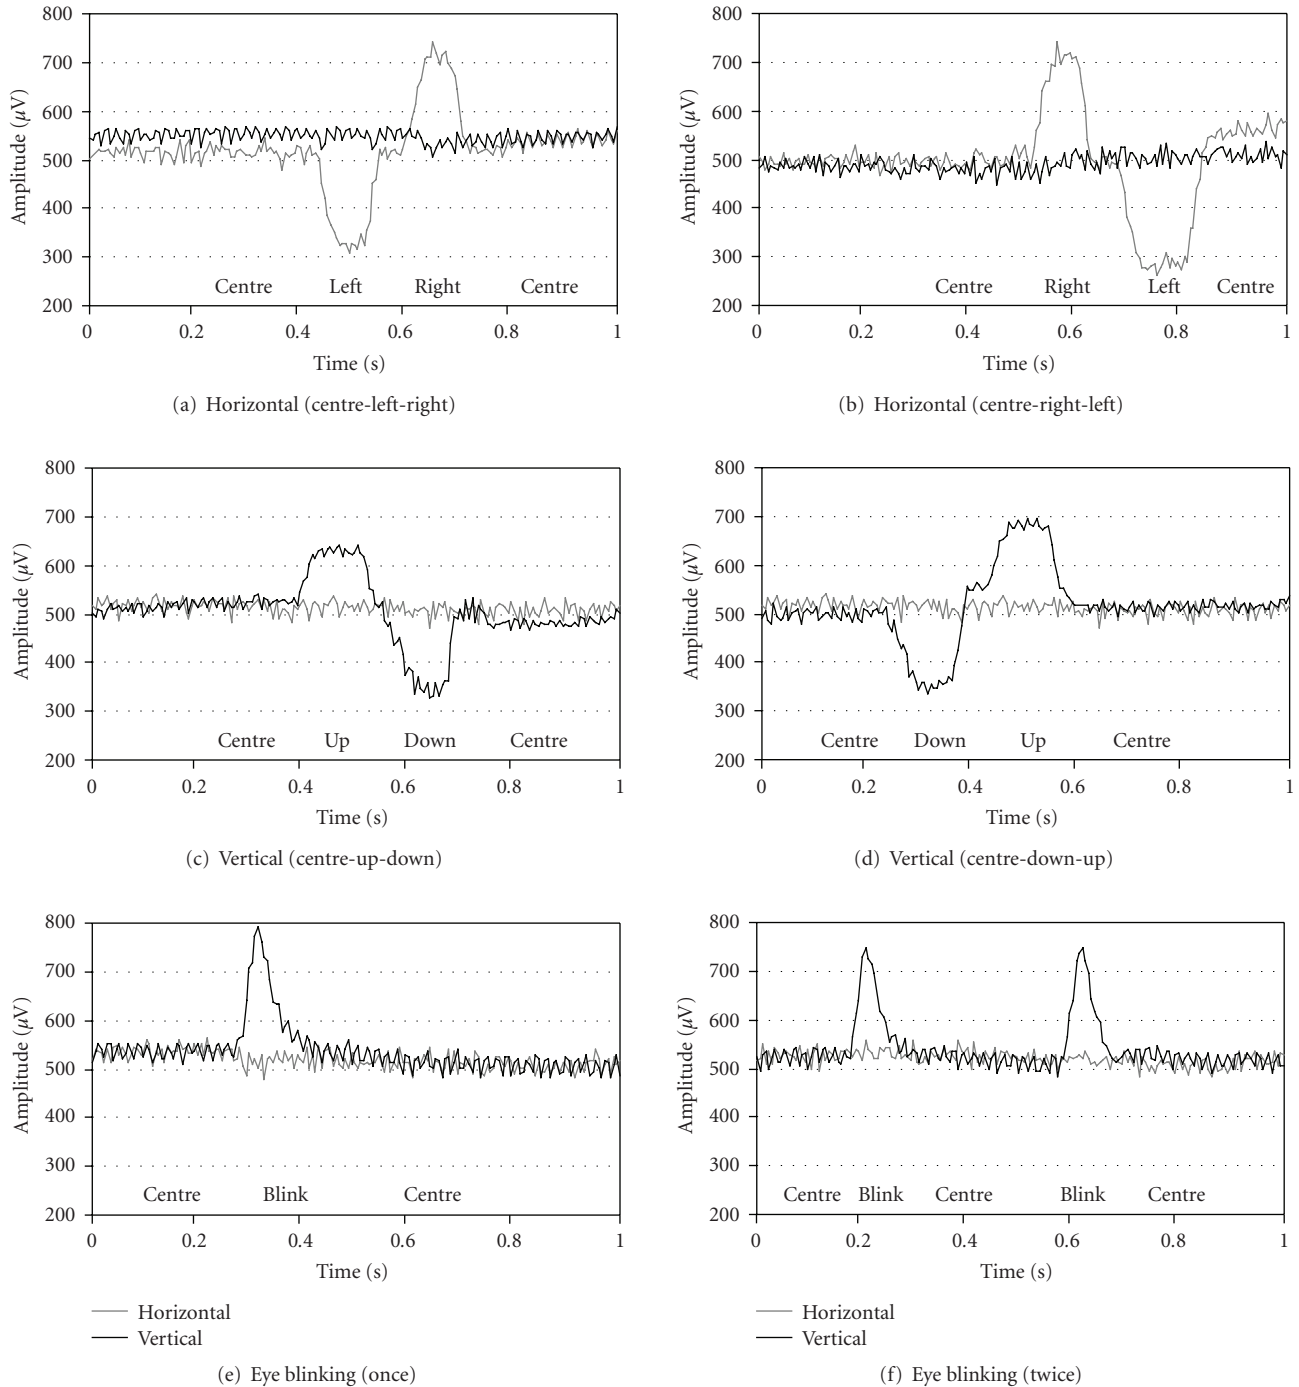 800
700
600
500
400
300
200
Amplitude (μV)
Centre Left Right Centre
0 0.2 0.4 0.6 0.8 1
Time (s)
(a) Horizontal (centre-left-right)
800
700
600
500
400
300
200
Amplitude (μV)
Centre Right Left Centre
0 0.2 0.4 0.6 0.8 1
Time (s)
(b) Horizontal (centre-right-left)
800
700
600
500
400
300
200
Amplitude (μV)
Centre Up Down Centre
0 0.2 0.4 0.6 0.8 1
Time (s)
(c) Vertical (centre-up-down)
800
700
600
500
400
300
200
Amplitude (μV)
Centre Down Up Centre
0 0.2 0.4 0.6 0.8 1
Time (s)
(d) Vertical (centre-down-up)
800
700
600
500
400
300
200
Amplitude (μV)
Centre Blink Centre
0 0.2 0.4 0.6 0.8 1
Time (s)
Horizontal
Vertical
(e) Eye blinking (once)
800
700
600
500
400
300
200
Amplitude (μV)
Centre Blink Centre Blink Centre
0 0.2 0.4 0.6 0.8 1
Time (s)
Horizontal
Vertical
(f) Eye blinking (twice)